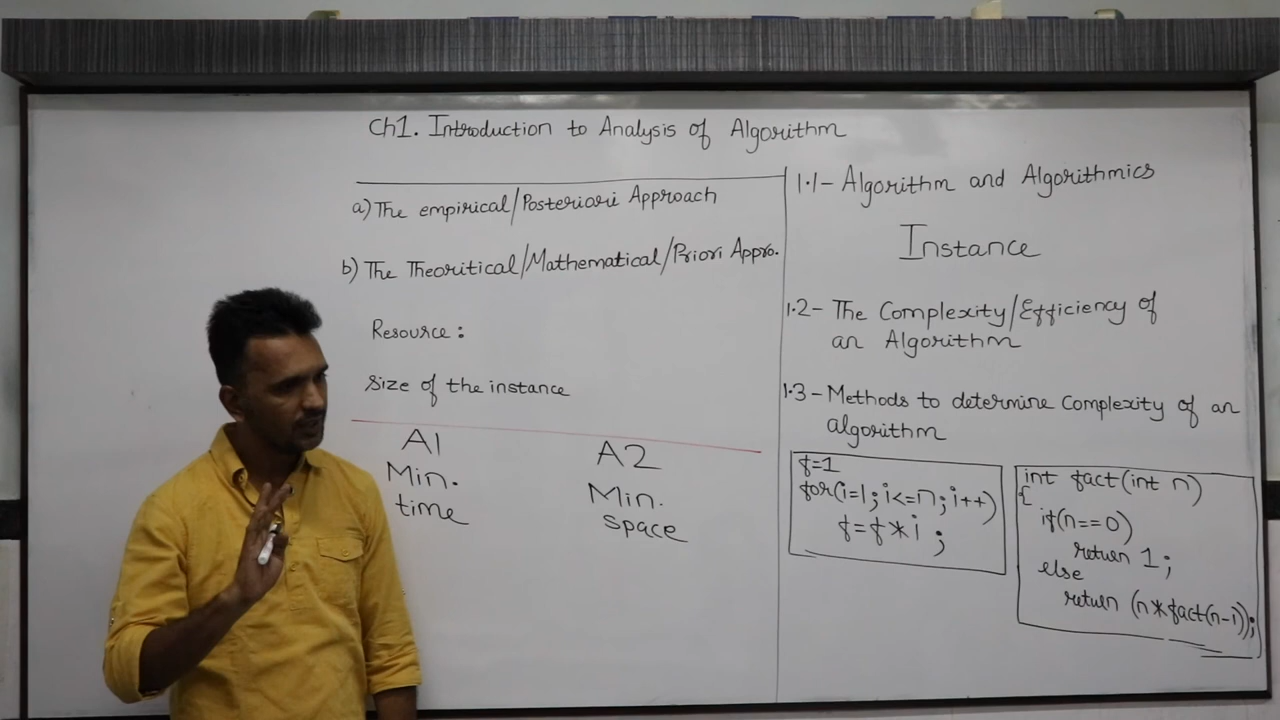 Ch1. Introduction to Analysis of Algorithm
a) The empirical/Posteriori Approach
b) The Theoritical/Mathematical/Priori Appro.
Resource:
Size of the instance
A1
Min.
time
A2
Min.
space
1.1- Algorithm and Algorithmics
Instance
1.2- The Complexity/Efficiency of
an Algorithm
1.3- Methods to determine Complexity of an
algorithm
f=1
for(i=1;i<=n;i++)
f=f*i;
int fact(int n)
{
if(n==0)
return 1;
else
return (n*fact(n-1));